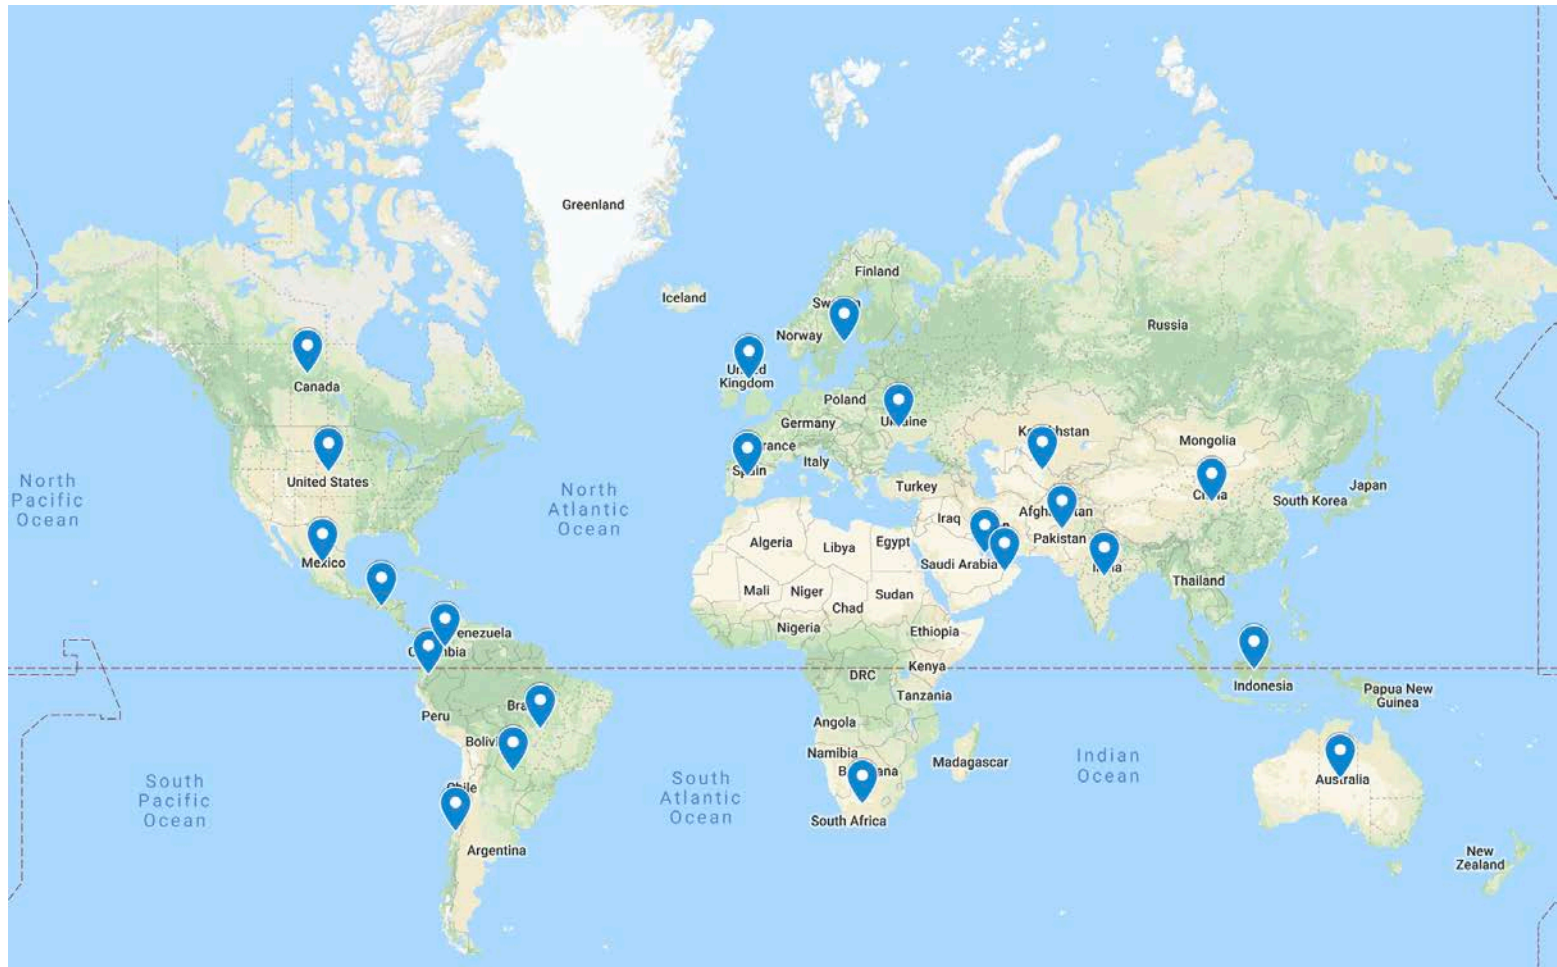 Greenland
Finland
Iceland
Norway
Russia
Canada
United
Kingdom
Poland
Germany
Mongolia
Italy
United States
North
Pacific
Ocean
North
Atlantic
Ocean
Turkey
Japan
South Korea
Iraq
Algeria
Libya
Egypt
Pakistan
Mexico
Saudi Arabia
Thailand
Mali
Niger
Sudan
Chad
Nigeria
Ethiopia
Kenya
DRC
Indonesia
Papua New
Guinea
Tanzania
Peru
Angola
Namibia
Madagascar
Indian
Ocean
South
Pacific
Ocean
South
Atlantic
Ocean
Australia
South Africa
Argentina
New
Zealand